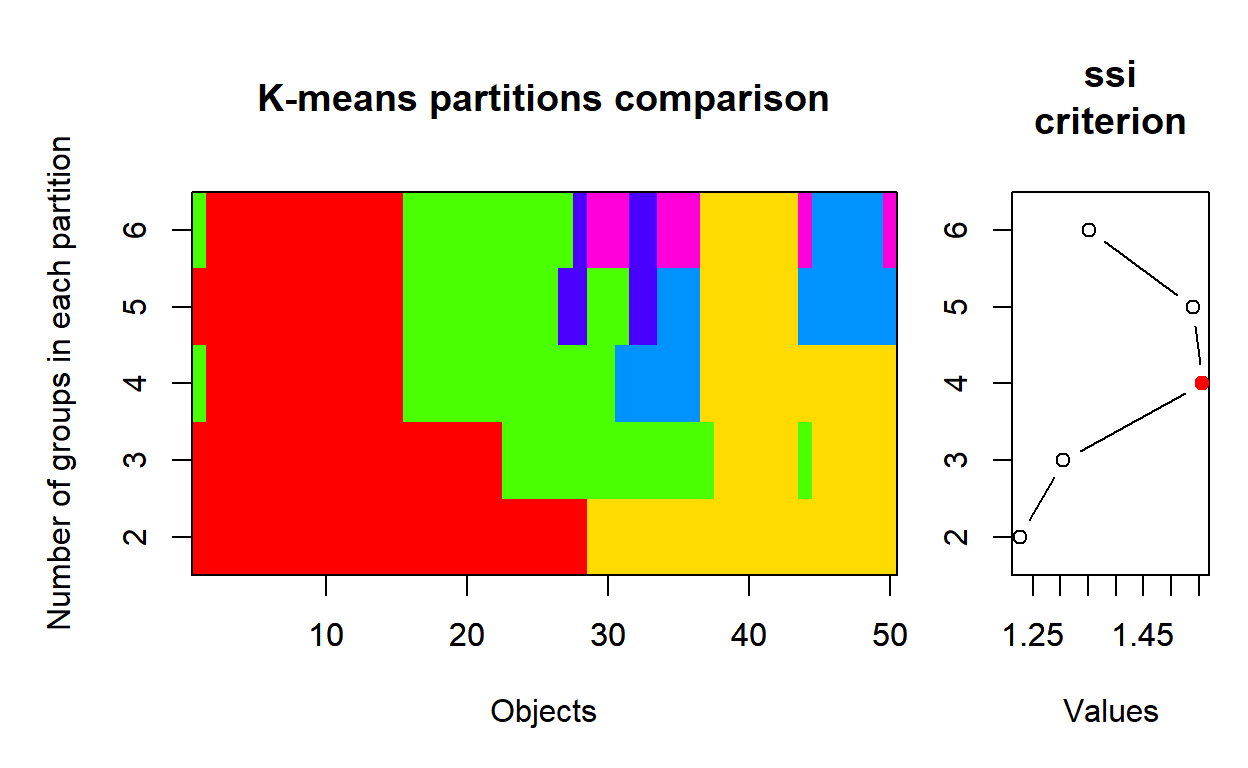 K-means partitions comparison
Number of groups in each partition
6
5
4
3
2
10 20 30 40 50
Objects
ssi
criterion
6
5
4
3
2
1.25 1.45
Values